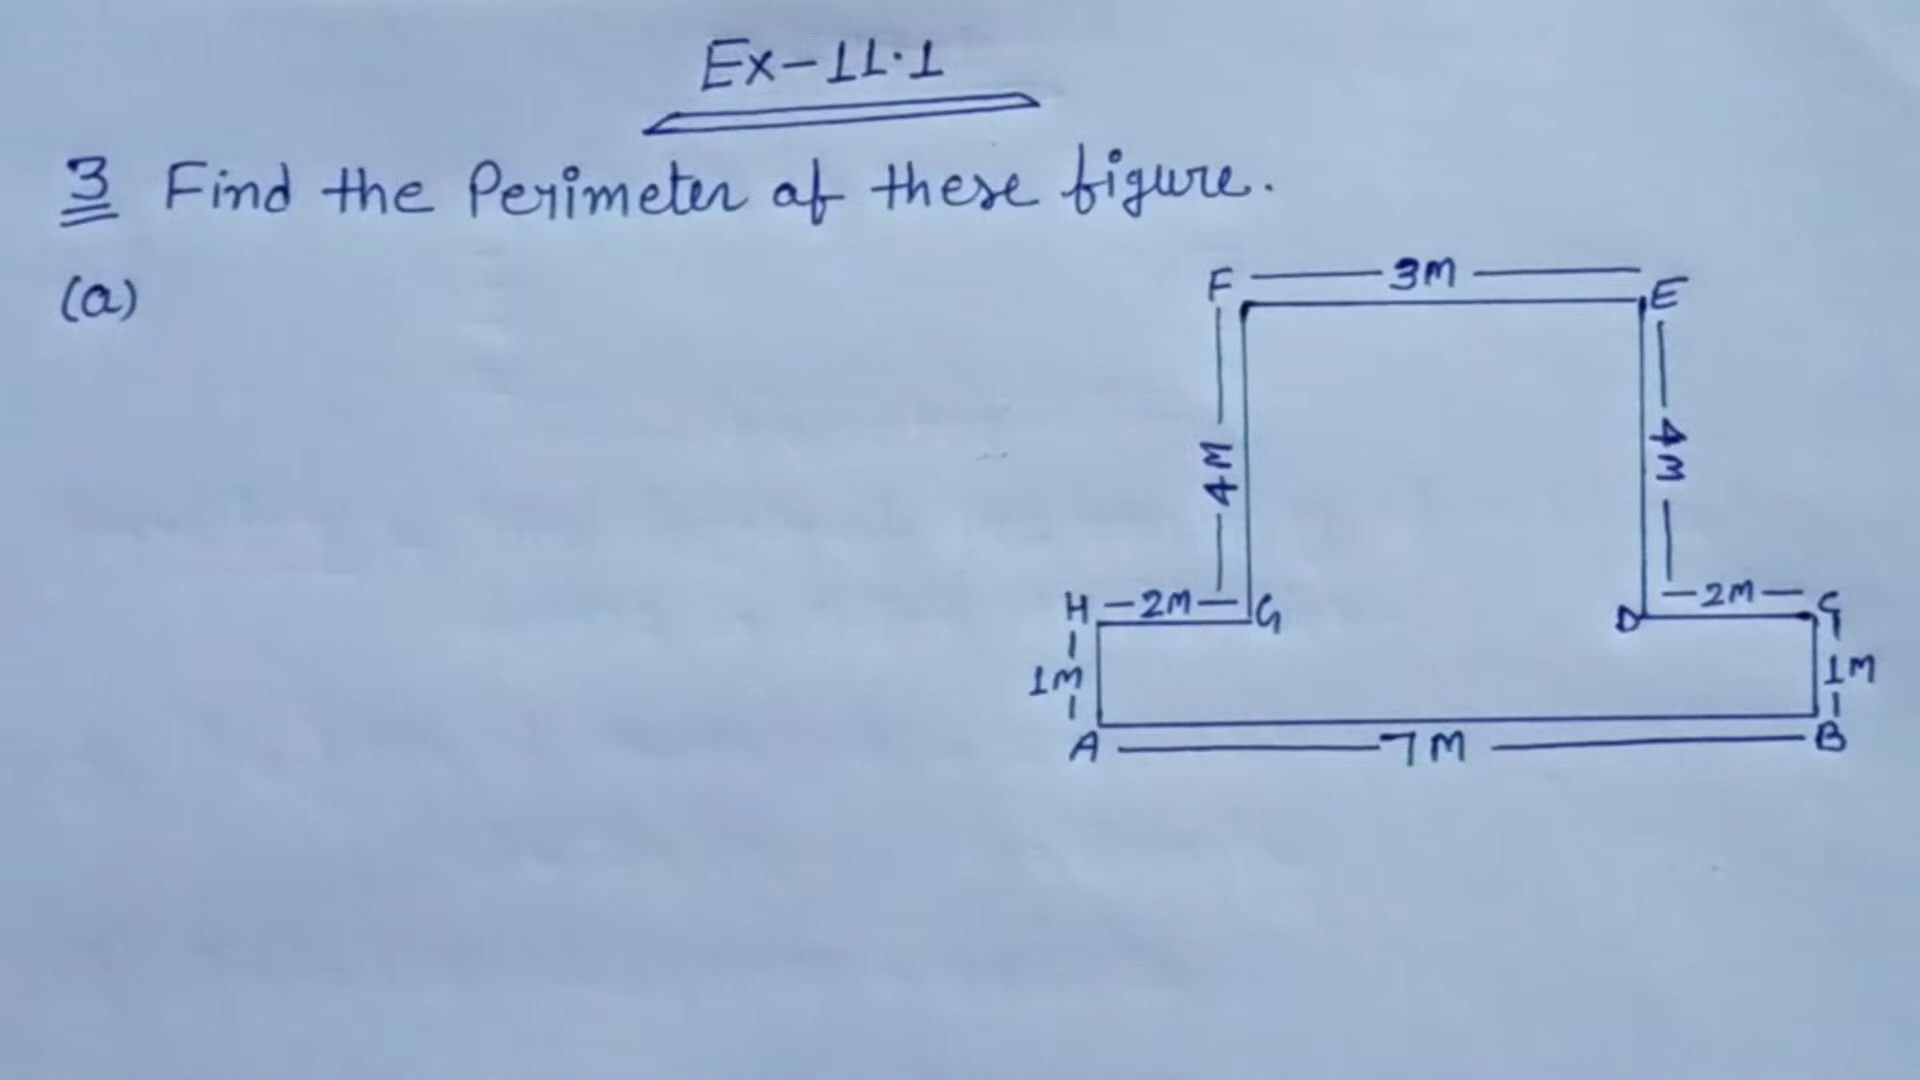 Ex-11.1
3 Find the Perimeter of these figure.
(a)
F 3M E
4M
4M
H 2M G
D 2M C
1M
1M
A 7M B